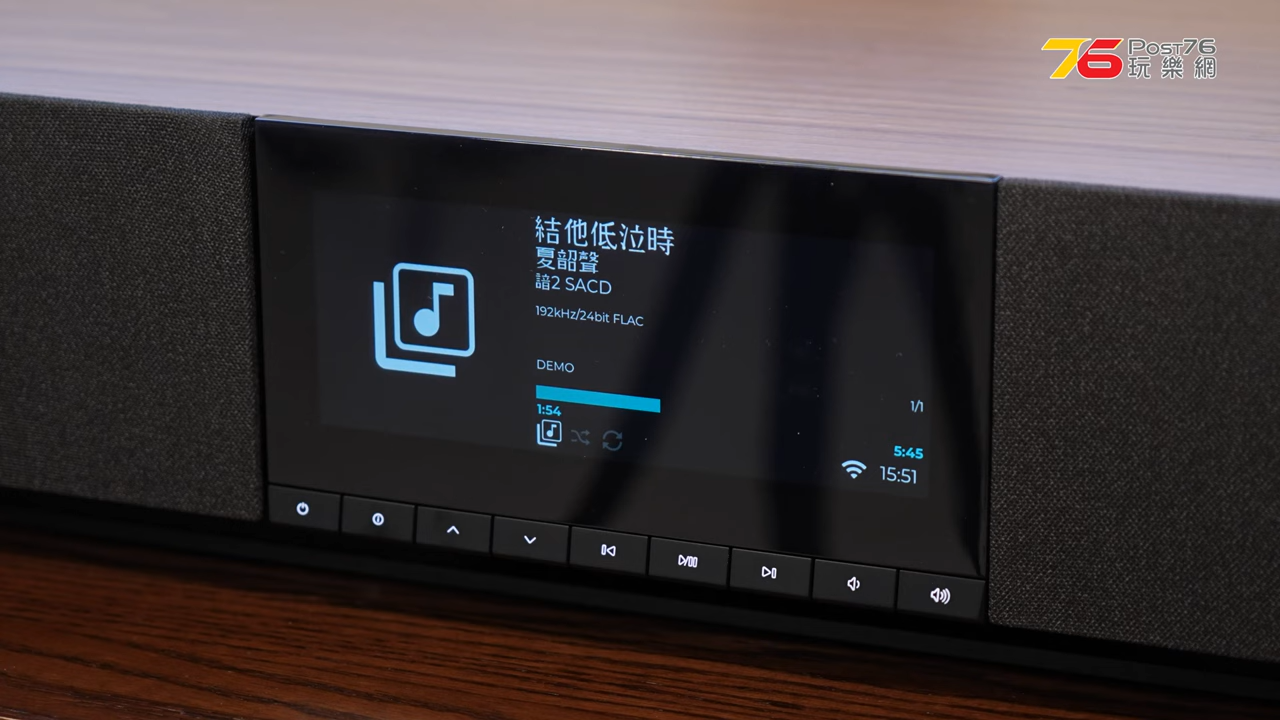 76 POST76
玩樂網
結他低泣時
夏韶聲
諳2 SACD
192kHz/24bit FLAC
DEMO
1/1
1:54
5:45
15:51